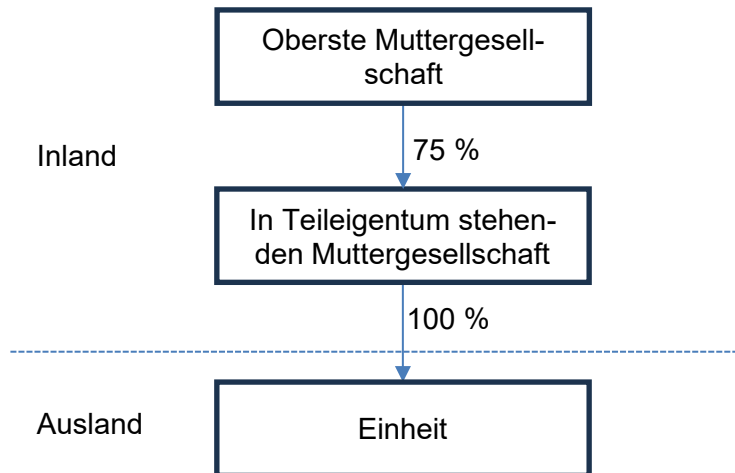 Oberste Muttergesell-
schaft
Inland
75 %
In Teileigentum stehen-
den Muttergesellschaft
100 %
Ausland
Einheit